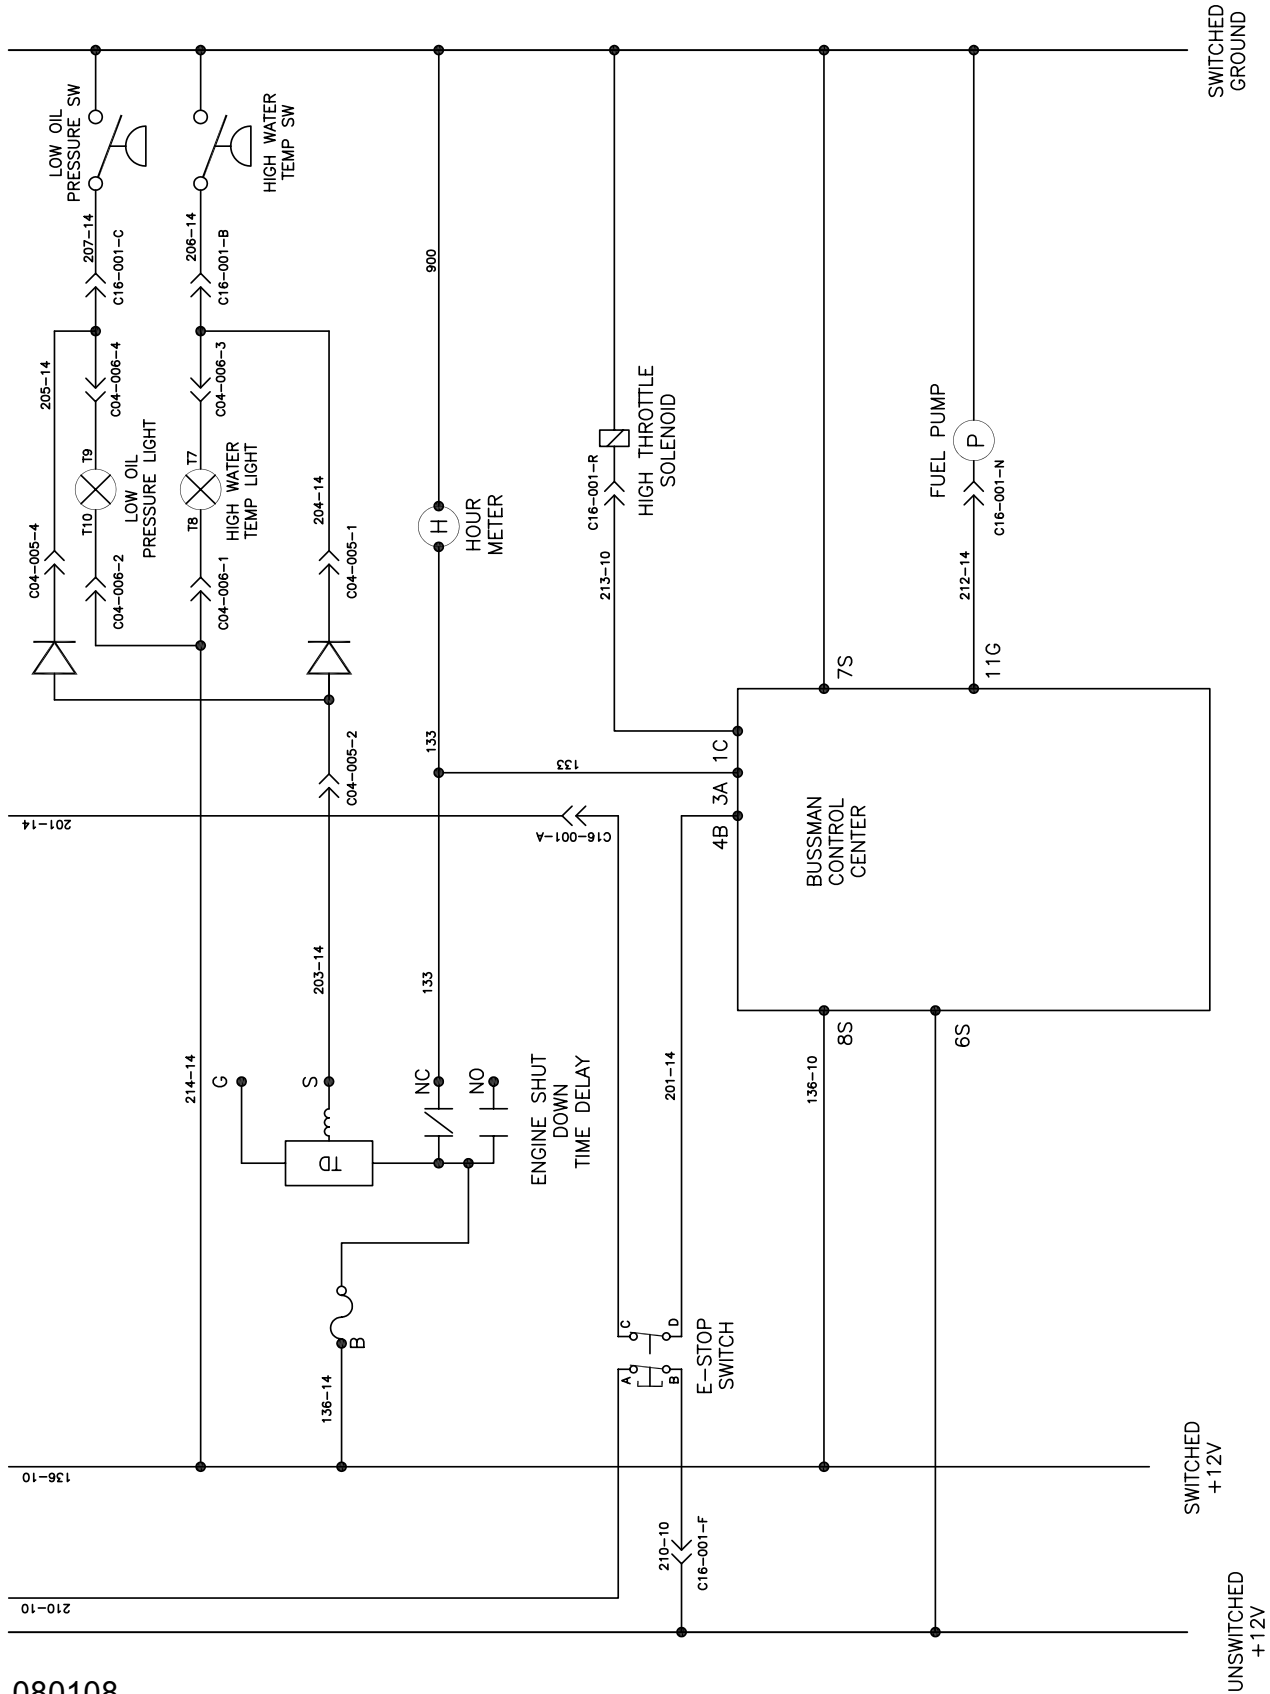 SWITCHED
GROUND
LOW OIL
PRESSURE SW
HIGH WATER
TEMP SW
207-14
C16-001-C
206-14
C16-001-B
900
205-14
C04-006-4
C04-006-3
T9
T10
LOW OIL
PRESSURE LIGHT
T7
T8
HIGH WATER
TEMP LIGHT
204-14
C04-005-4
C04-006-2
C04-006-1
C04-005-1
H
HOUR
METER
C16-001-R
HIGH THROTTLE
SOLENOID
213-10
FUEL PUMP
P
C16-001-N
212-14
7S
11G
1C
3A
4B
133
133
C04-005-2
201-14
C16-001-A
BUSSMAN
CONTROL
CENTER
203-14
133
214-14
G
S
NC
NO
TD
ENGINE SHUT
DOWN
TIME DELAY
201-14
136-10
8S
6S
B
136-14
C
D
A
B
E-STOP
SWITCH
136-10
SWITCHED
+12V
210-10
C16-001-F
210-10
UNSWITCHED
+12V
080108